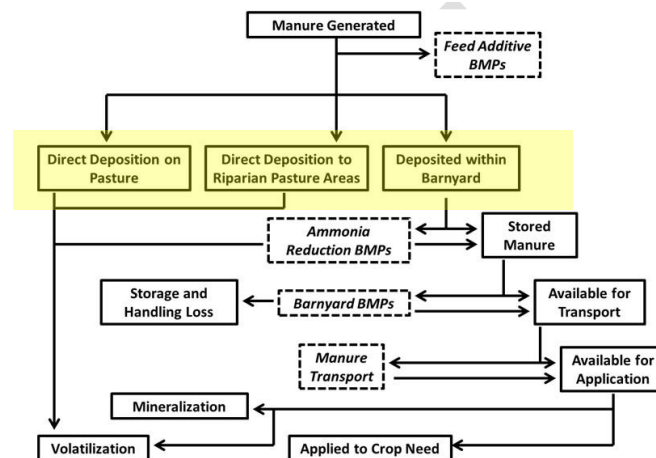 Manure Generated
Feed Additive
BMPs
Direct Deposition on
Pasture
Direct Deposition to
Riparian Pasture Areas
Deposited within
Barnyard
Ammonia
Reduction BMPs
Stored
Manure
Storage and
Handling Loss
Barnyard BMPs
Available for
Transport
Manure
Transport
Available for
Application
Mineralization
Volatilization
Applied to Crop Need